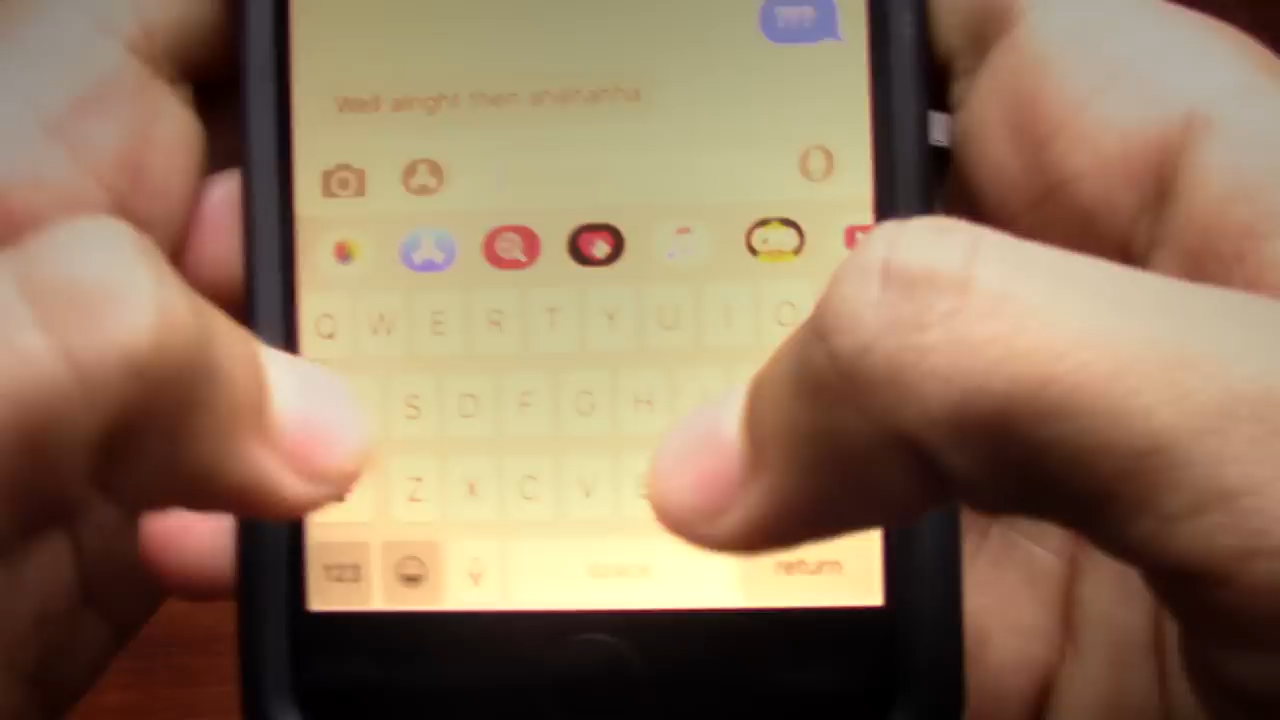 ???
Well alright then ahahahha
Q W E R T Y U I O
S D F G H
Z X C V
123 space return